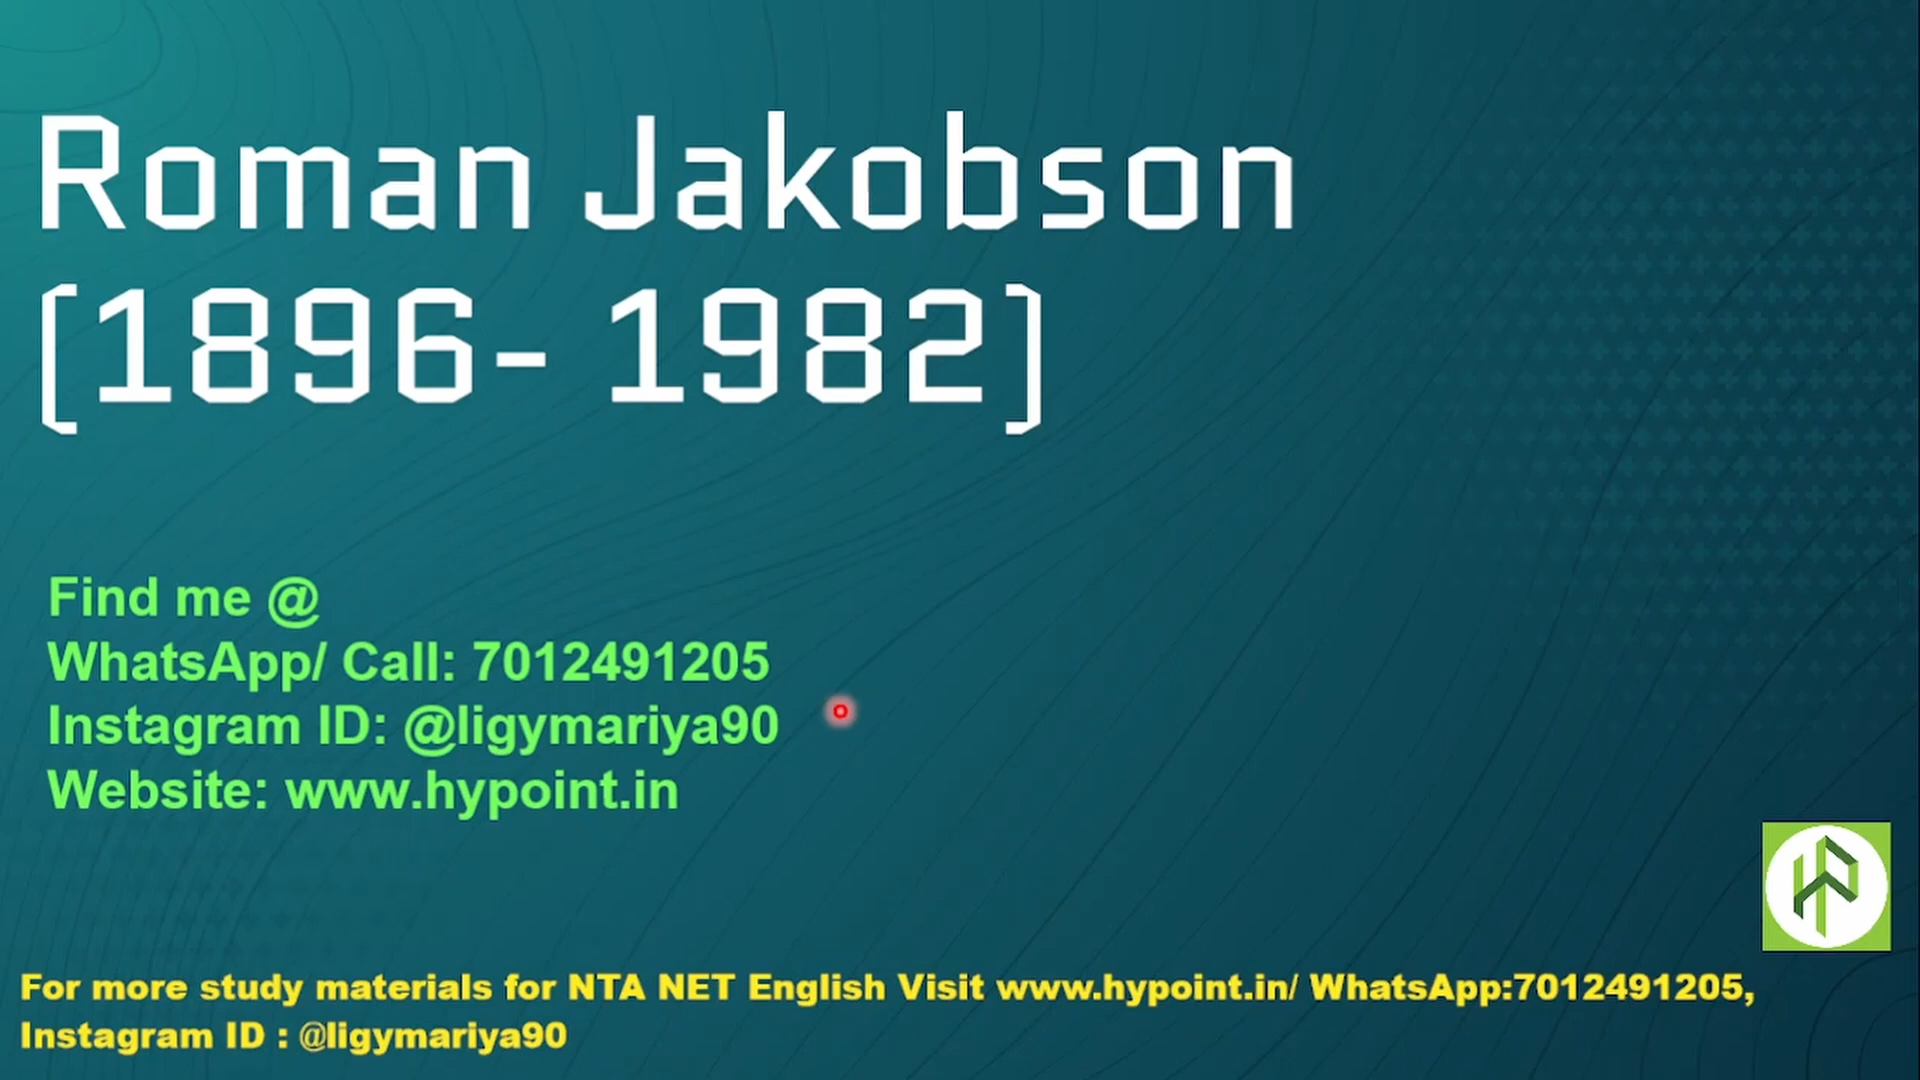 Roman Jakobson
(1896- 1982)
Find me @
WhatsApp/ Call: 7012491205
Instagram ID: @ligymariya90
Website: www.hypoint.in
For more study materials for NTA NET English Visit www.hypoint.in/ WhatsApp:7012491205,
Instagram ID : @ligymariya90